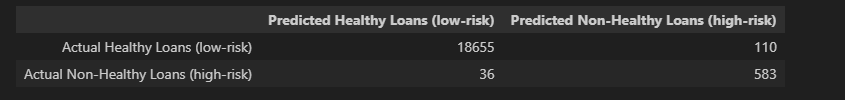 Predicted Healthy Loans (low-risk) Predicted Non-Healthy Loans (high-risk)
Actual Healthy Loans (low-risk) 18655 110
Actual Non-Healthy Loans (high-risk) 36 583